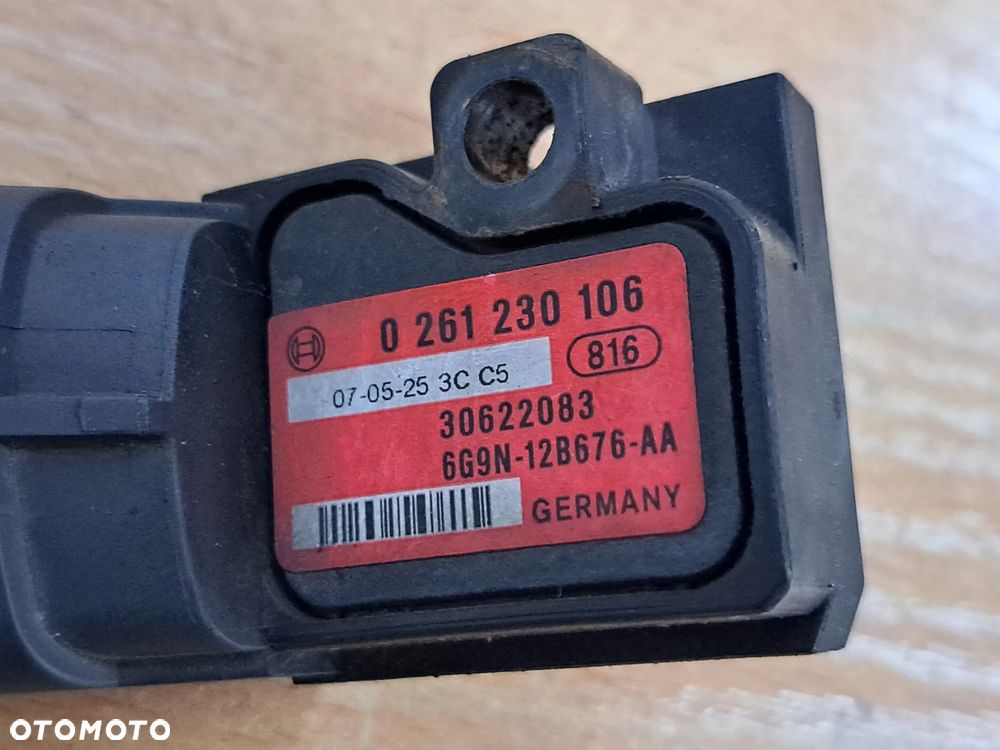 0 261 230 106
816
07-05-25 3C C5
30622083
6G9N-12B676-AA
GERMANY
OTOMOTO